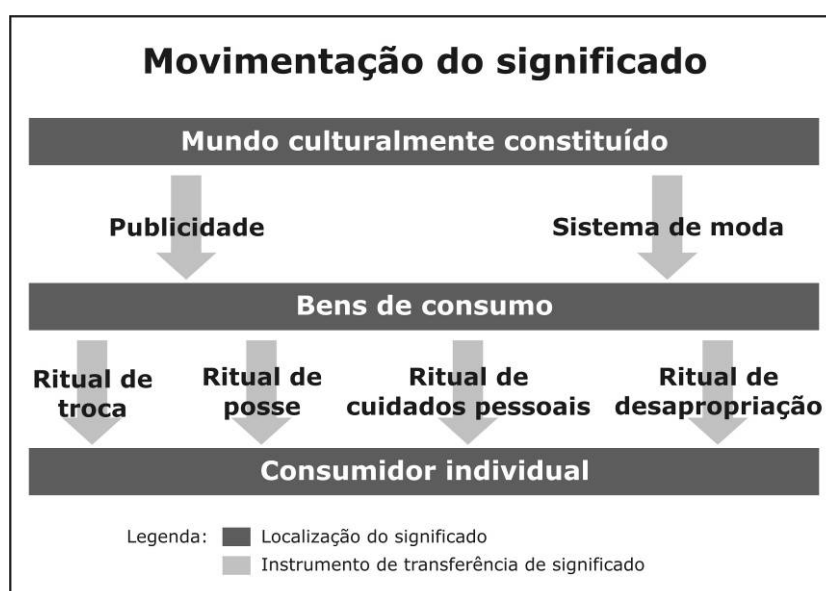 Movimentação do significado
Mundo culturalmente constituído
Publicidade
Sistema de moda
Bens de consumo
Ritual de
troca
Ritual de
posse
Ritual de
cuidados pessoais
Ritual de
desapropriação
Consumidor individual
Legenda:
Localização do significado
Instrumento de transferência de significado